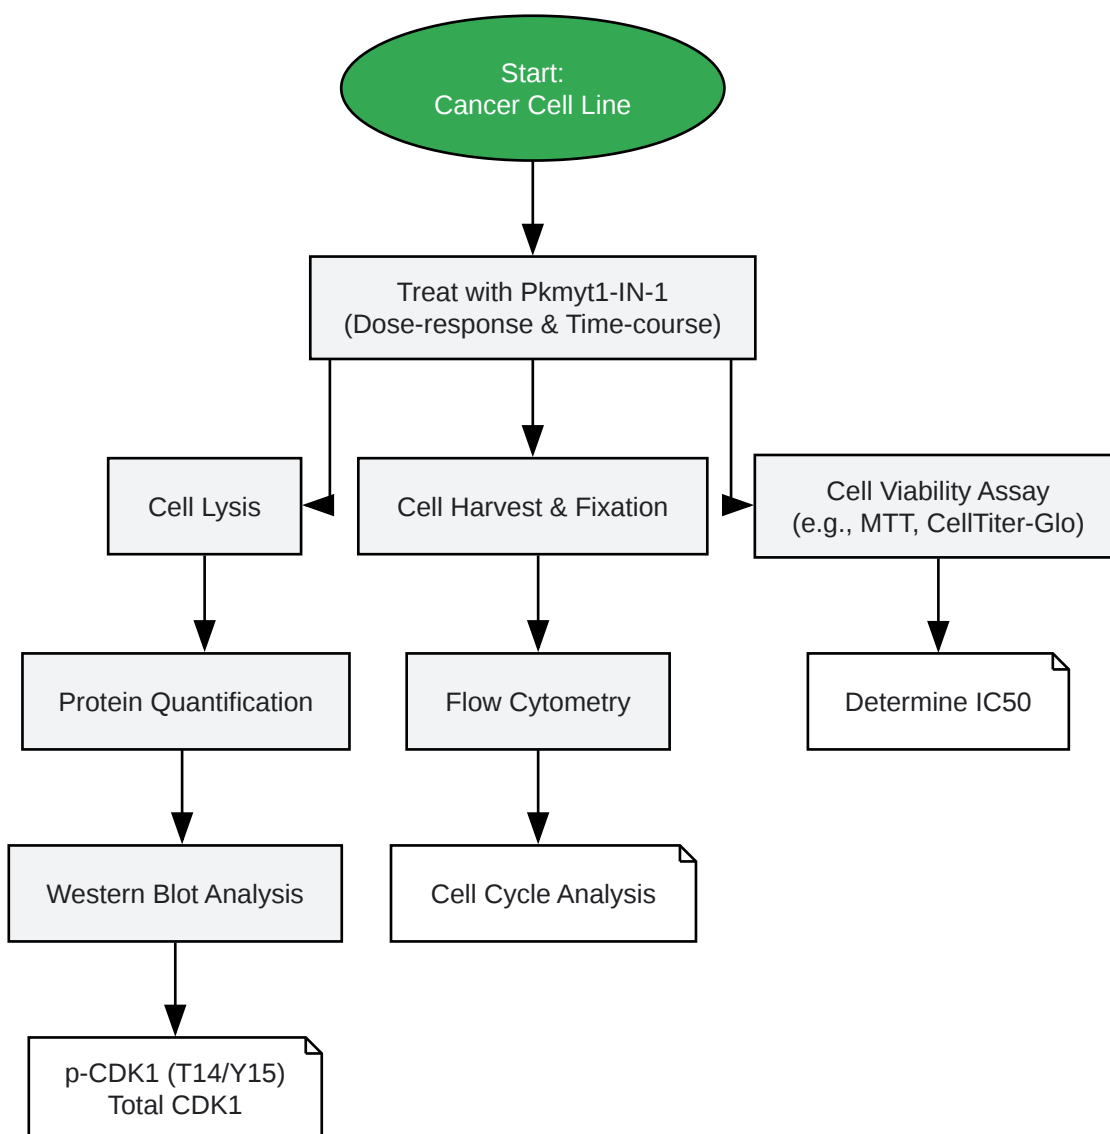 Start:
Cancer Cell Line
Treat with Pkmyt1-IN-1
(Dose-response & Time-course)
Cell Lysis
Cell Harvest & Fixation
Cell Viability Assay
(e.g., MTT, CellTiter-Glo)
Protein Quantification
Flow Cytometry
Determine IC50
Western Blot Analysis
Cell Cycle Analysis
p-CDK1 (T14/Y15)
Total CDK1